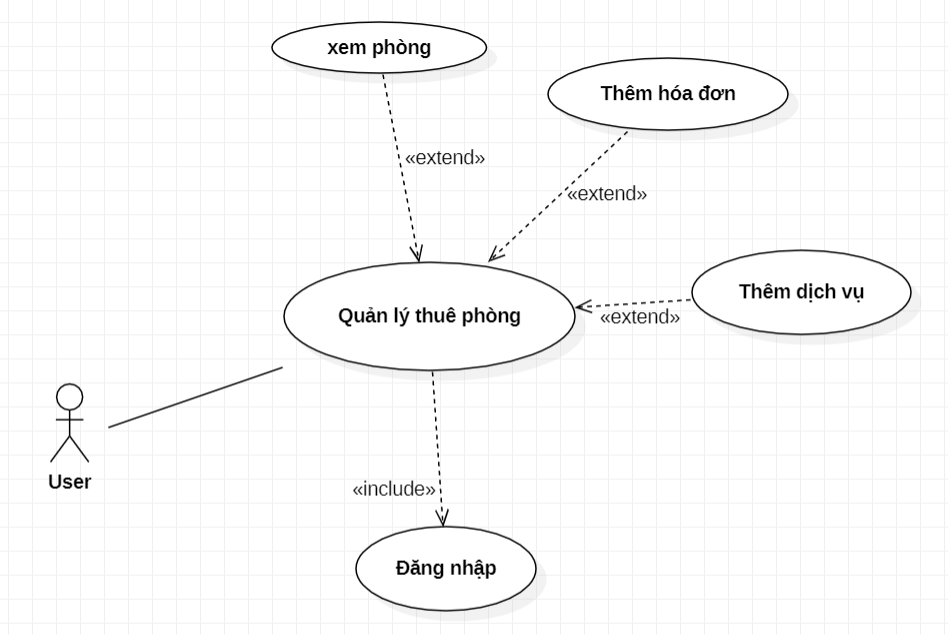 xem phòng
Thêm hóa đơn
«extend»
«extend»
Thêm dịch vụ
Quản lý thuê phòng
«extend»
User
«include»
Đăng nhập